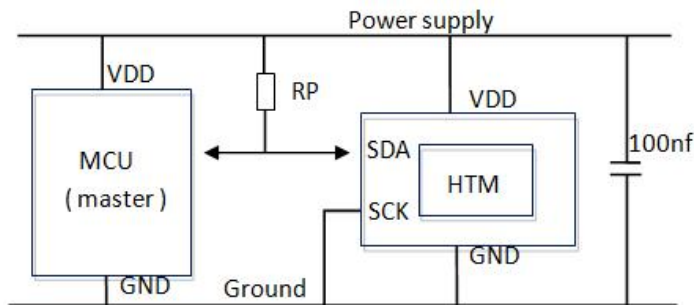 Power supply
VDD
RP
VDD
100nf
MCU
( master )
SDA
HTM
SCK
GND
GND
Ground